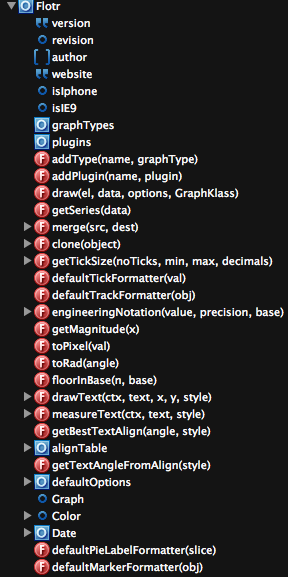 Flotr
version
revision
author
website
isIphone
isIE9
graphTypes
plugins
addType(name, graphType)
addPlugin(name, plugin)
draw(el, data, options, GraphKlass)
getSeries(data)
merge(src, dest)
clone(object)
getTickSize(noTicks, min, max, decimals)
defaultTickFormatter(val)
defaultTrackFormatter(obj)
engineeringNotation(value, precision, base)
getMagnitude(x)
toPixel(val)
toRad(angle)
floorInBase(n, base)
drawText(ctx, text, x, y, style)
measureText(ctx, text, style)
getBestTextAlign(angle, style)
alignTable
getTextAngleFromAlign(style)
defaultOptions
Graph
Color
Date
defaultPieLabelFormatter(slice)
defaultMarkerFormatter(obj)